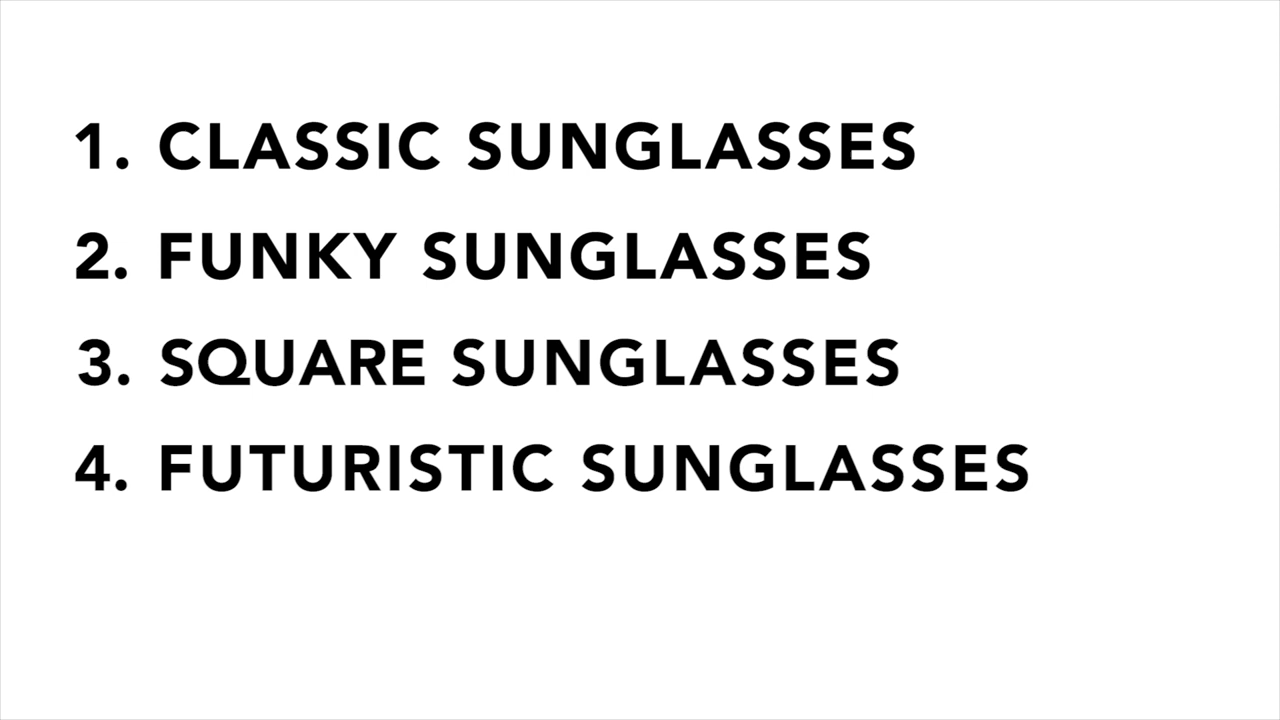 1. CLASSIC SUNGLASSES
2. FUNKY SUNGLASSES
3. SQUARE SUNGLASSES
4. FUTURISTIC SUNGLASSES